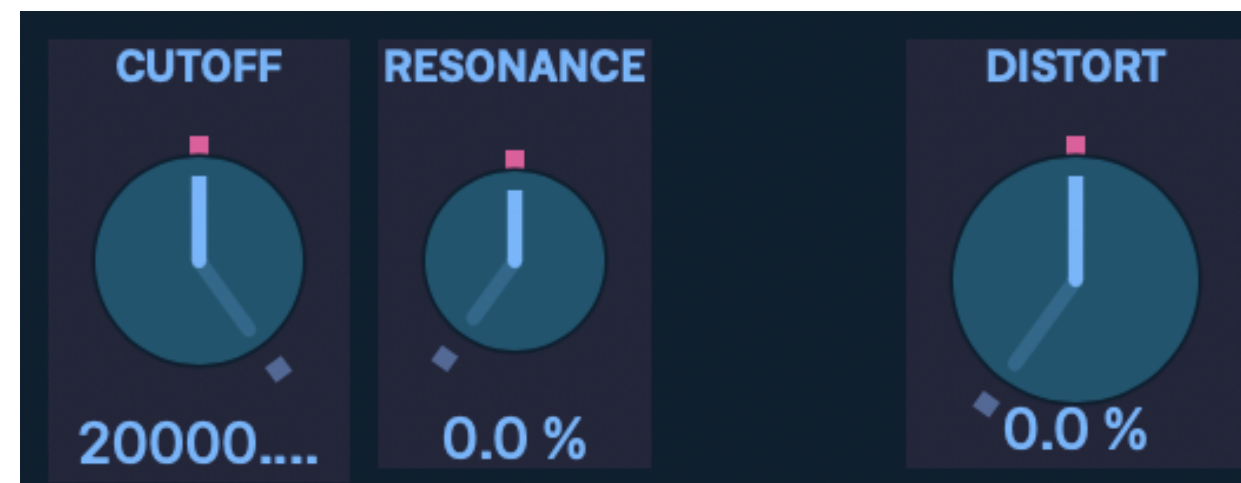 CUTOFF RESONANCE DISTORT
20000.... 0.0 % 0.0 %